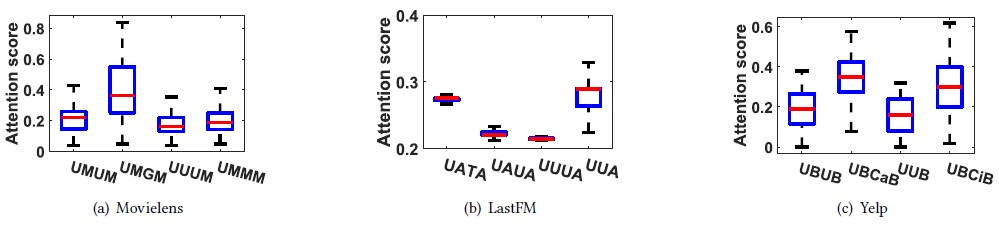 Attention score
0.8
0.6
0.4
0.2
0
UMUM
UMGM
UUUM
UMMM
(a) Movielens
Attention score
0.4
0.3
0.2
UATA
UAUA
UUUA
UUA
(b) LastFM
Attention score
0.6
0.4
0.2
0
UBUB
UBCaB
UUB
UBCiB
(c) Yelp